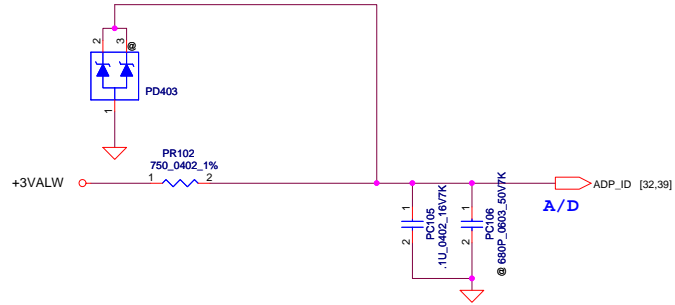 2
3
@
PD403
1
PR102
750_0402_1%
+3VALW
1
2
ADP_ID [32,39]
A/D
1
2
PC105
.1U_0402_16V7K
1
2
PC106
@ 680P_0603_50V7K